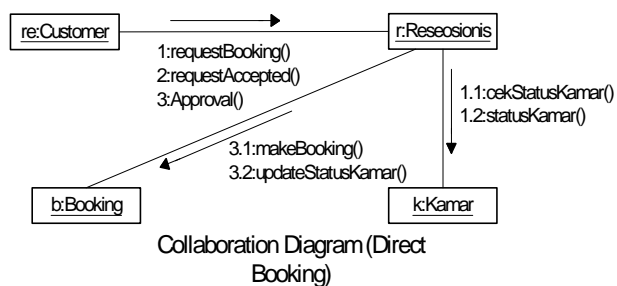 re:Customer
r:Reseosionis
1:requestBooking()
2:requestAccepted()
3:Approval()
1.1:cekStatusKamar()
1.2:statusKamar()
3.1:makeBooking()
3.2:updateStatusKamar()
b:Booking
k:Kamar
Collaboration Diagram (Direct
Booking)